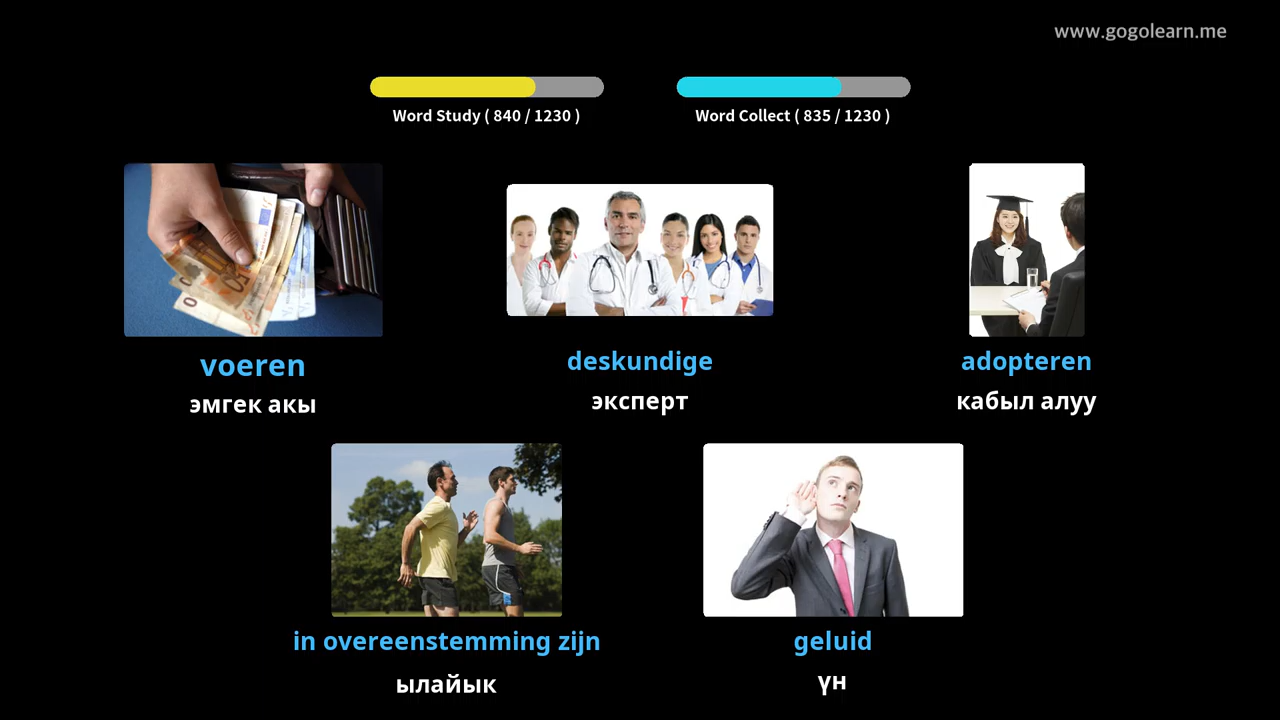 www.gogolearn.me
Word Study ( 840 / 1230 )
Word Collect ( 835 / 1230 )
voeren
эмгек акы
deskundige
эксперт
adopteren
кабыл алуу
in overeenstemming zijn
ылайык
geluid
үн